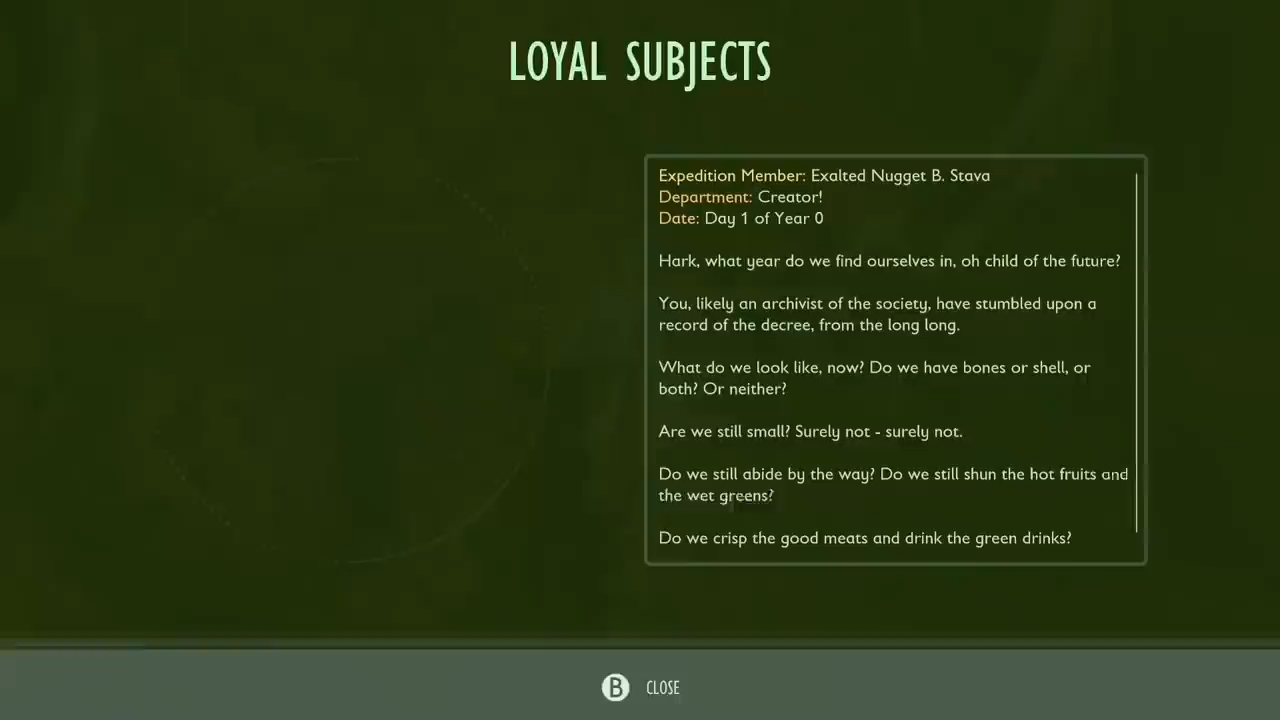 LOYAL SUBJECTS
Expedition Member: Exalted Nugget B. Stava
Department: Creator!
Date: Day 1 of Year 0
Hark, what year do we find ourselves in, oh child of the future?
You, likely an archivist of the society, have stumbled upon a
record of the decree, from the long long.
What do we look like, now? Do we have bones or shell, or
both? Or neither?
Are we still small? Surely not - surely not.
Do we still abide by the way? Do we still shun the hot fruits and
the wet greens?
Do we crisp the good meats and drink the green drinks?
B CLOSE